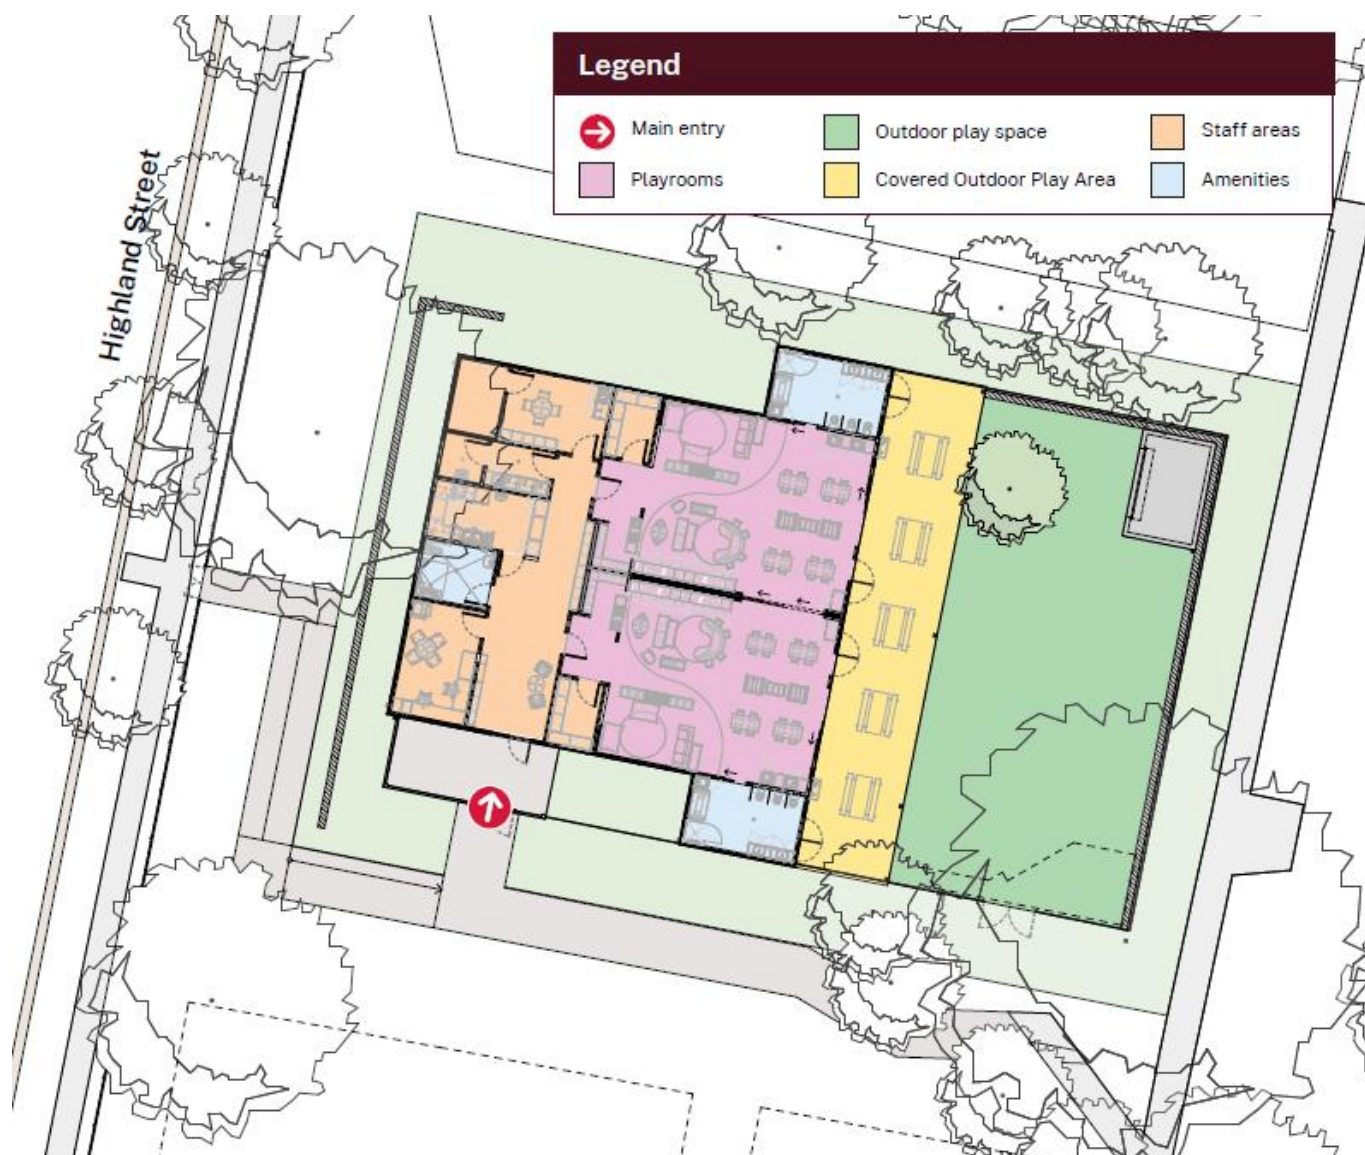 Legend
Main entry
Outdoor play space
Staff areas
Playrooms
Covered Outdoor Play Area
Amenities
Highland Street